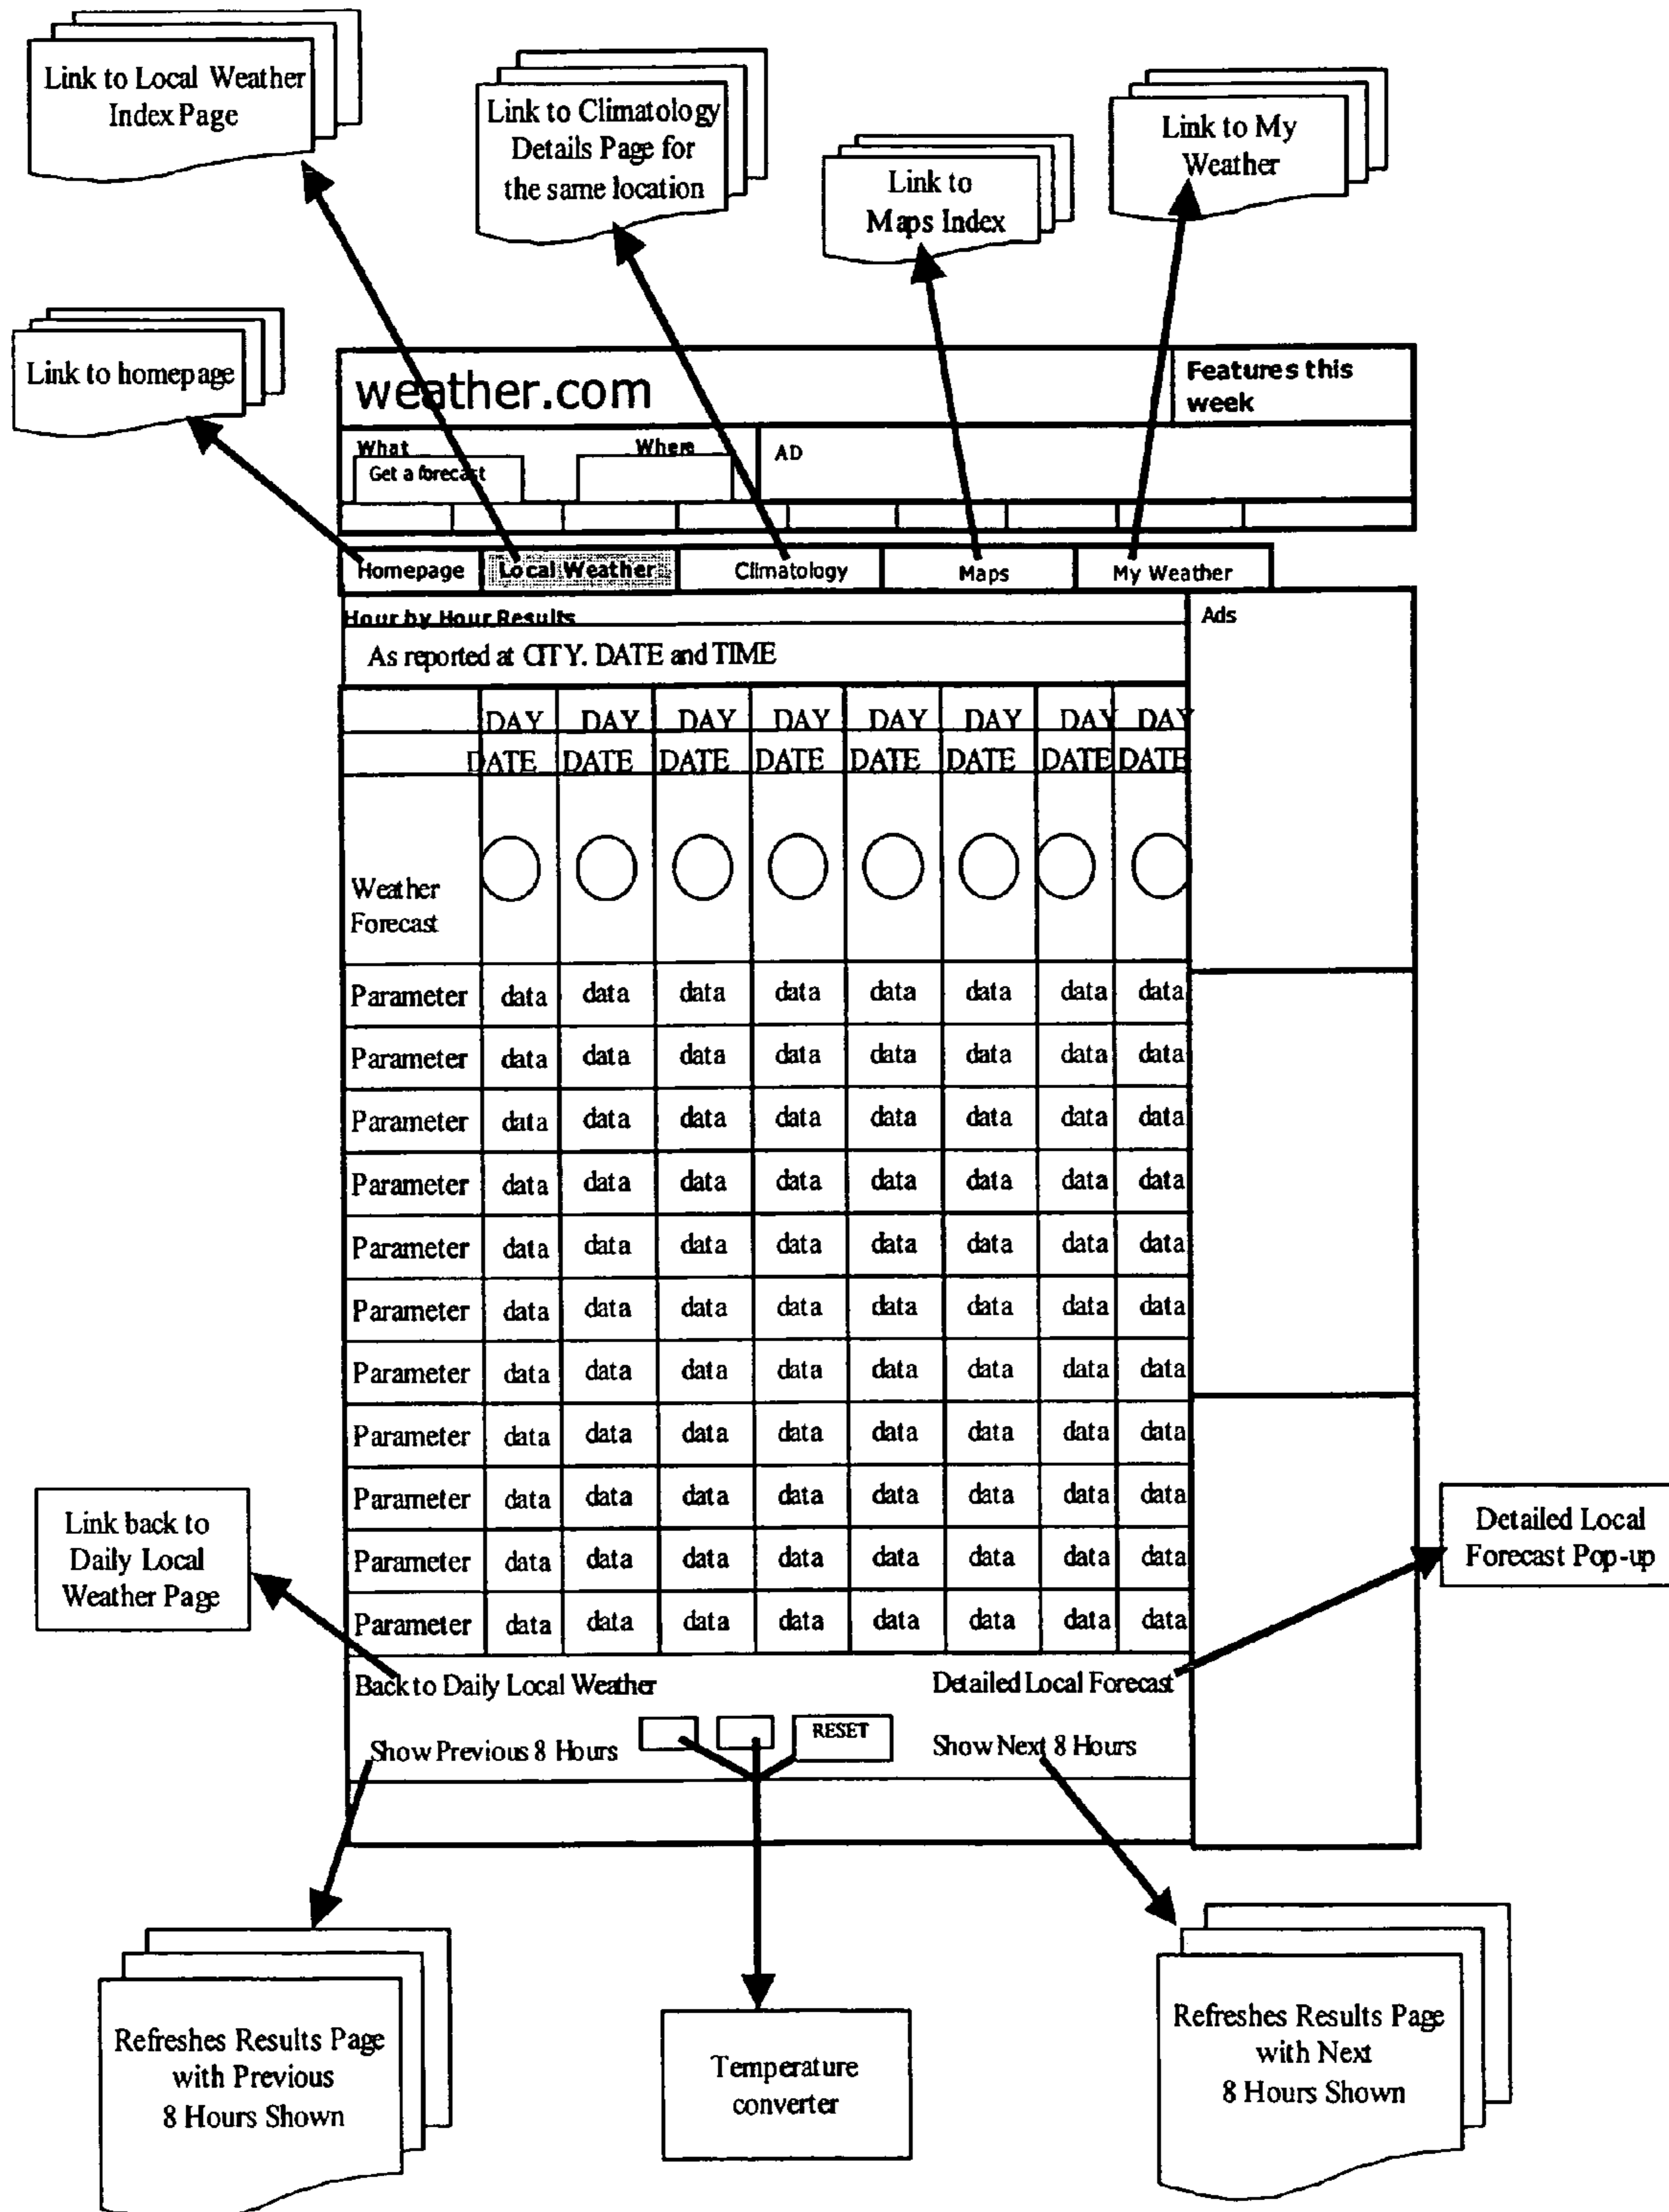 Link to Local Weather
Index Page
Link to Climatology
Details Page for
the same location
Link to
Maps Index
Link to My
Weather
Link to homepage
weather.com
Features this
week
What
Where
Get a forecast
AD
Homepage
Local Weather
Climatology
Maps
My Weather
Hour by Hour Results
Ads
As reported at CITY. DATE and TIME
DAY DAY DAY DAY DAY DAY DAY DAY
DATE DATE DATE DATE DATE DATE DATE DATE
Weather
Forecast
Parameter data data data data data data data data
Parameter data data data data data data data data
Parameter data data data data data data data data
Parameter data data data data data data data data
Parameter data data data data data data data data
Parameter data data data data data data data data
Parameter data data data data data data data data
Parameter data data data data data data data data
Parameter data data data data data data data data
Parameter data data data data data data data data
Parameter data data data data data data data data
Link back to
Daily Local
Weather Page
Detailed Local
Forecast Pop-up
Back to Daily Local Weather
Detailed Local Forecast
Show Previous 8 Hours
RESET
Show Next 8 Hours
Refreshes Results Page
with Previous
8 Hours Shown
Temperature
converter
Refreshes Results Page
with Next
8 Hours Shown